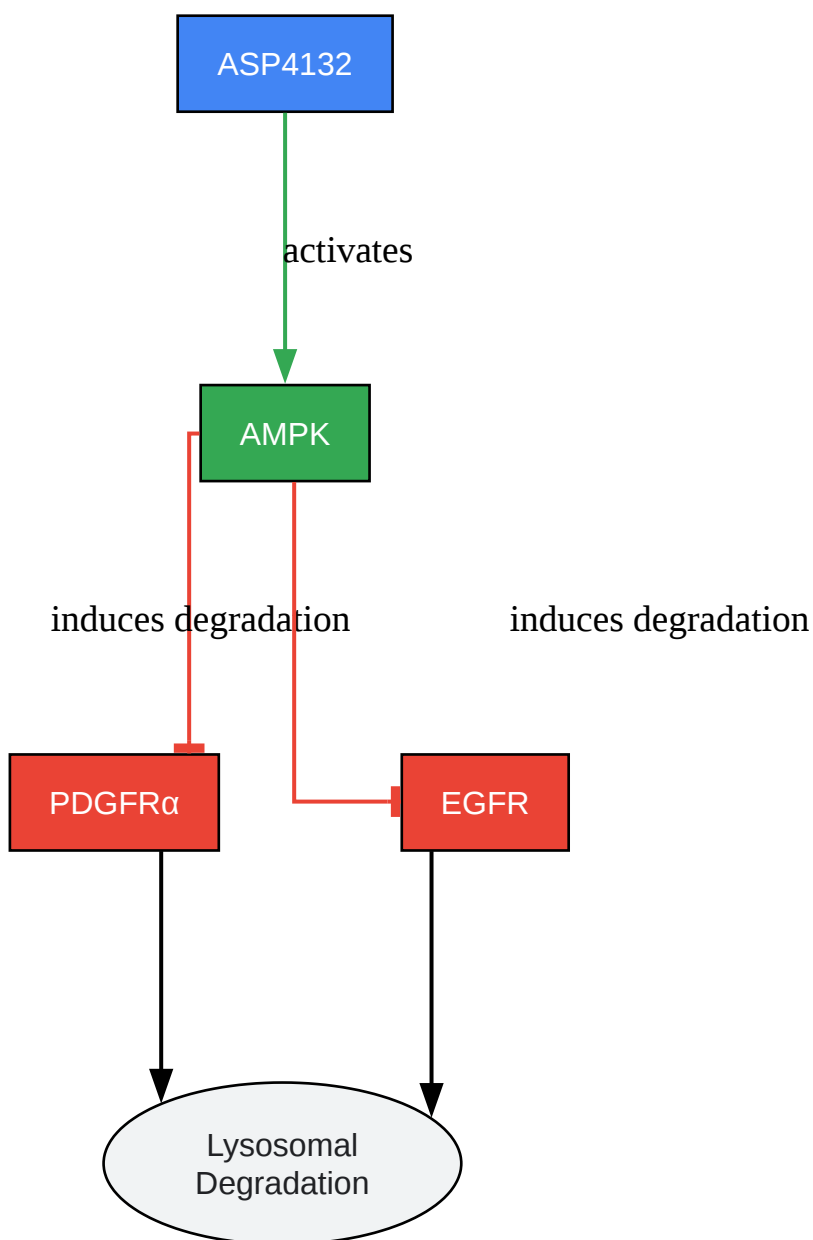 ASP4132
activates
AMPK
induces degradation
induces degradation
PDGFRα
EGFR
Lysosomal
Degradation